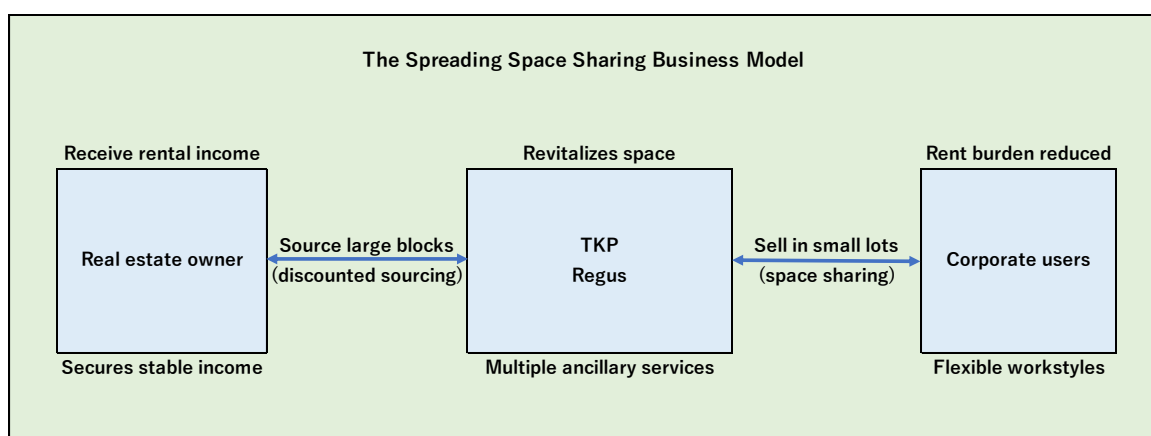 The Spreading Space Sharing Business Model
Receive rental income
Revitalizes space
Rent burden reduced
Real estate owner
Source large blocks
(discounted sourcing)
TKP
Regus
Sell in small lots
(space sharing)
Corporate users
Secures stable income
Multiple ancillary services
Flexible workstyles